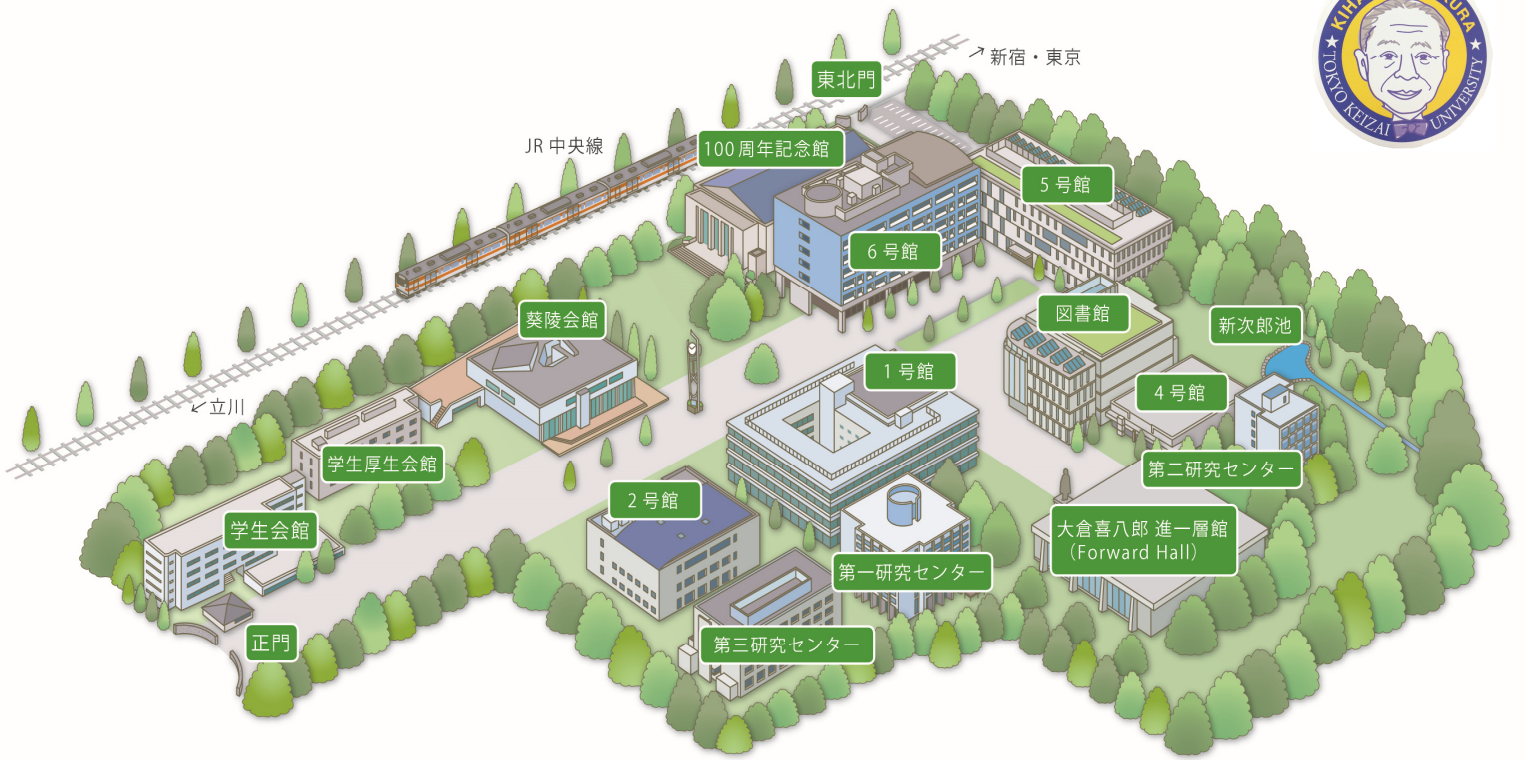 東北門
↗ 新宿・東京
JR 中央線
100 周年記念館
5 号館
6 号館
葵陵会館
図書館
新次郎池
1 号館
4 号館
↙ 立川
学生厚生会館
第二研究センター
2 号館
学生会館
大倉喜八郎 進一層館
（Forward Hall）
第一研究センター
正門
第三研究センター
TOKYO KEIZAI UNIVERSITY